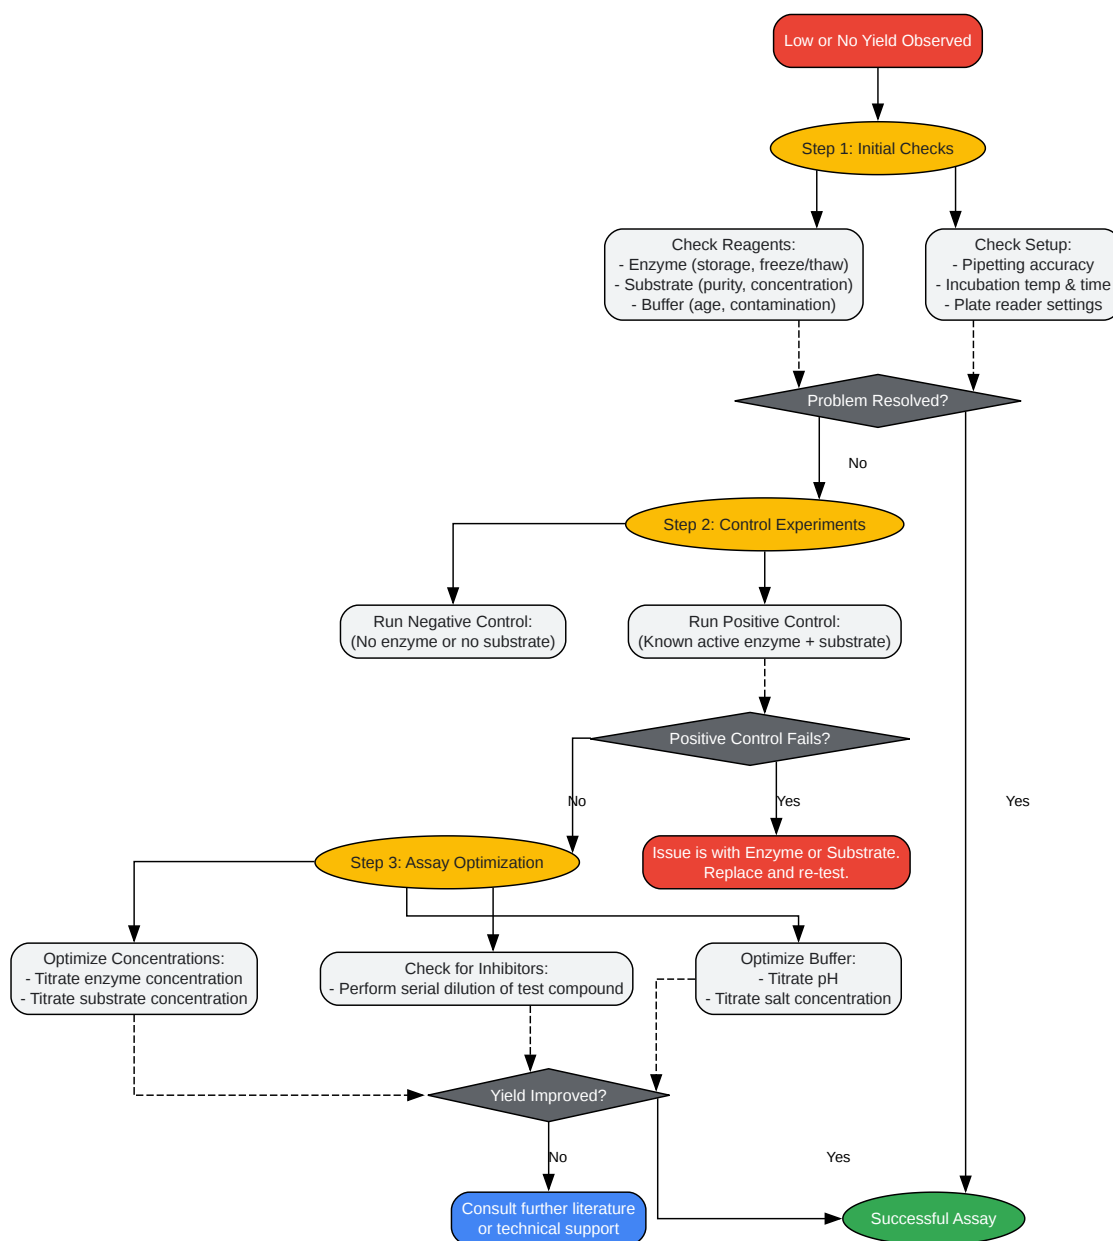 Low or No Yield Observed
Step 1: Initial Checks
Check Reagents:
- Enzyme (storage, freeze/thaw)
- Substrate (purity, concentration)
- Buffer (age, contamination)
Check Setup:
- Pipetting accuracy
- Incubation temp & time
- Plate reader settings
Problem Resolved?
No
Step 2: Control Experiments
Run Negative Control:
(No enzyme or no substrate)
Run Positive Control:
(Known active enzyme + substrate)
Positive Control Fails?
No
Yes
Yes
Step 3: Assay Optimization
Issue is with Enzyme or Substrate.
Replace and re-test.
Optimize Concentrations:
- Titrate enzyme concentration
- Titrate substrate concentration
Check for Inhibitors:
- Perform serial dilution of test compound
Optimize Buffer:
- Titrate pH
- Titrate salt concentration
Yield Improved?
No
Yes
Consult further literature
or technical support
Successful Assay